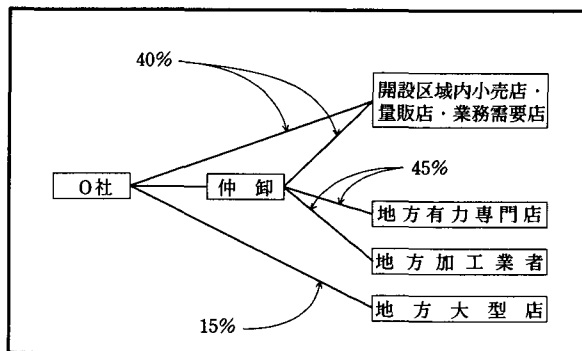 40%
開設区域内小売店・
量販店・業務需要店
O社
仲卸
45%
地方有力専門店
地方加工業者
地方大型店
15%